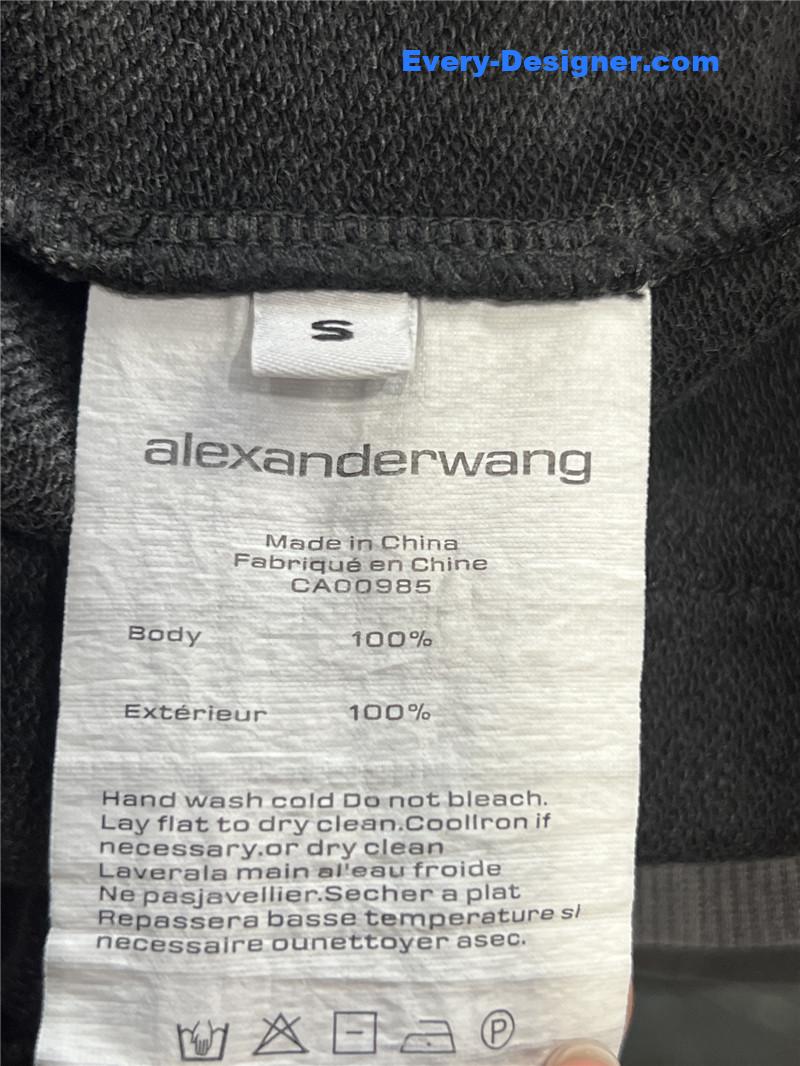 Every-Designer.com
S
alexanderwang
Made in China
Fabriqué en Chine
CA00985
Body 100%
Extérieur 100%
Hand wash cold Do not bleach.
Lay flat to dry clean.CoolIron if
necessary.or dry clean
Laverala main al'eau froide
Ne pasjavellier.Secher a plat
Repassera basse temperature si
necessaire ounettoyer asec.
P